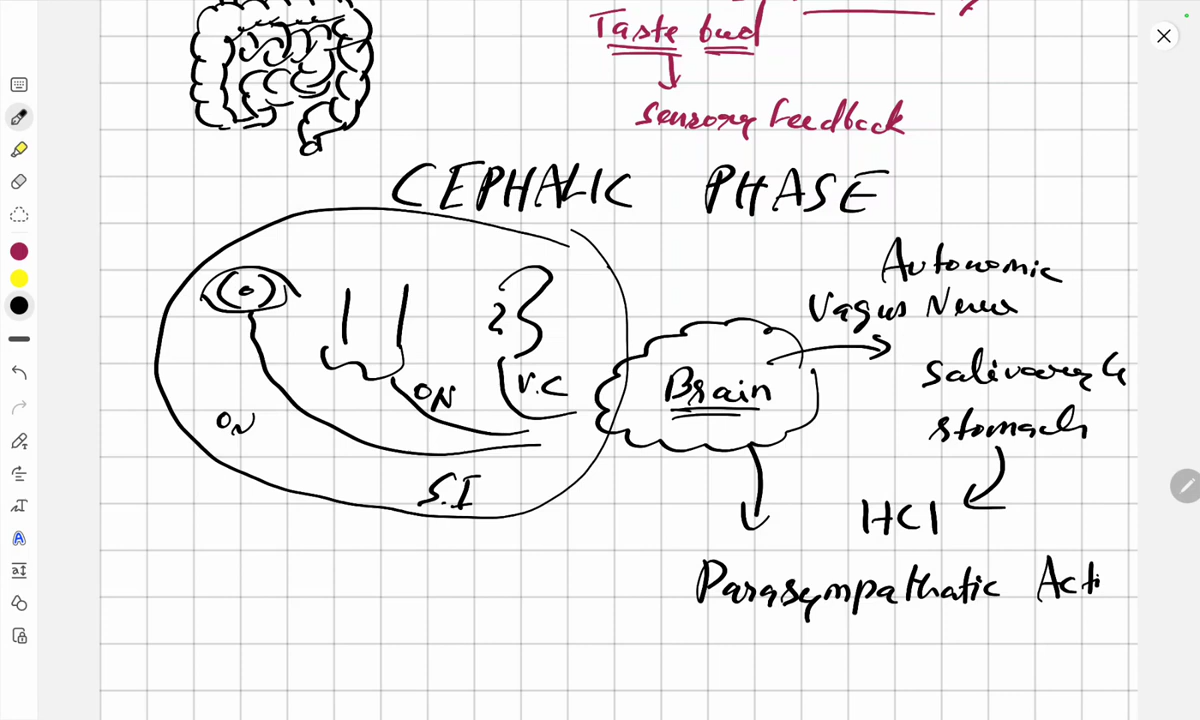 Taste bud
Sensory Feedback
CEPHALIC PHASE
Autonomic
Vagus Nerve
Brain
salivary G
stomach
ON
V.C
ON
S.I
HCl
Parasympathatic Acti